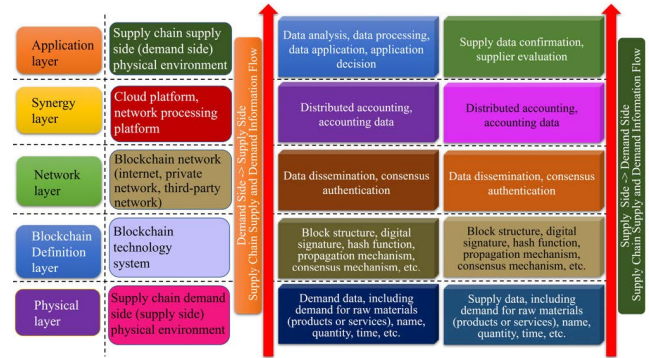 Application
layer
Supply chain supply
side (demand side)
physical environment
Data analysis, data processing,
data application, application
decision
Supply data confirmation,
supplier evaluation
Synergy
layer
Cloud platform,
network processing
platform
Distributed accounting,
accounting data
Distributed accounting,
accounting data
Network
layer
Blockchain network
(internet, private
network, third-party
network)
Data dissemination, consensus
authentication
Data dissemination, consensus
authentication
Blockchain
Definition
layer
Blockchain
technology
system
Block structure, digital
signature, hash function,
propagation mechanism,
consensus mechanism, etc.
Block structure, digital
signature, hash function,
propagation mechanism,
consensus mechanism, etc.
Physical
layer
Supply chain demand
side (supply side)
physical environment
Demand data, including
demand for raw materials
(products or services), name,
quantity, time, etc.
Supply data, including
demand for raw materials
(products or services), name,
quantity, time, etc.
Demand Side -> Supply Side
Supply Chain Supply and Demand Information Flow
Supply Side -> Demand Side
Supply Chain Supply and Demand Information Flow